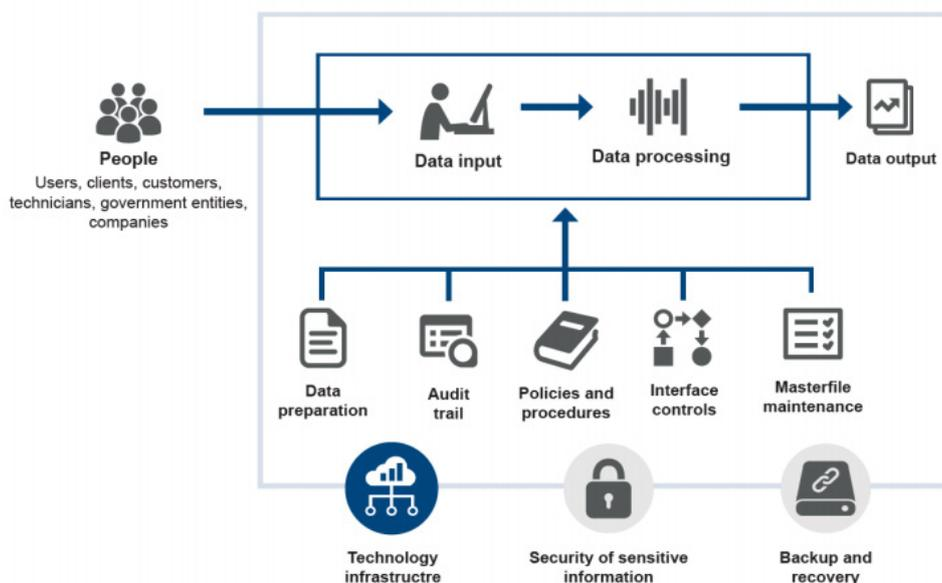 People
Users, clients, customers,
technicians, government entities,
companies
Data input
Data processing
Data output
Data
preparation
Audit
trail
Policies and
procedures
Interface
controls
Masterfile
maintenance
Technology
infrastructre
Security of sensitive
information
Backup and
recovery